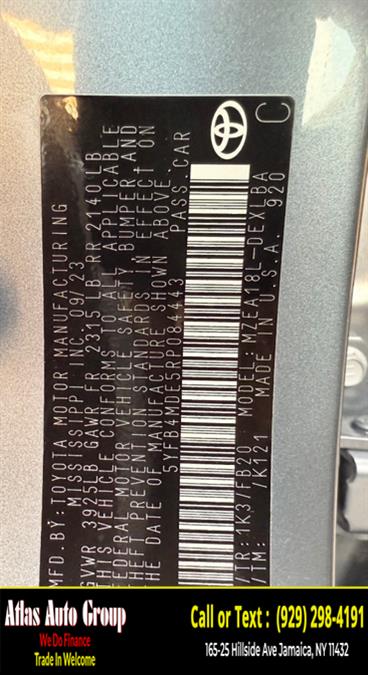 MFD. BY: TOYOTA MOTOR MANUFACTURING
MISSISSIPPI INC. 09/23
GVWR 3925LB GAWR FR 2315 LB RR 2140 LB
THIS VEHICLE CONFORMS TO ALL APPLICABLE
FEDERAL MOTOR VEHICLE SAFETY, BUMPER AND
THEFT PREVENTION STANDARDS IN EFFECT ON
THE DATE OF MANUFACTURE SHOWN ABOVE.
5YFB4MDE5RP084443 PASS. CAR
C/TR: 1K3/FB20 MODEL: MZEA18L-DEXLBA
/TM: /K121 MADE IN U.S.A. 920
C
Atlas Auto Group
We Do Finance
Trade In Welcome
Call or Text : (929) 298-4191
165-25 Hillside Ave Jamaica, NY 11432